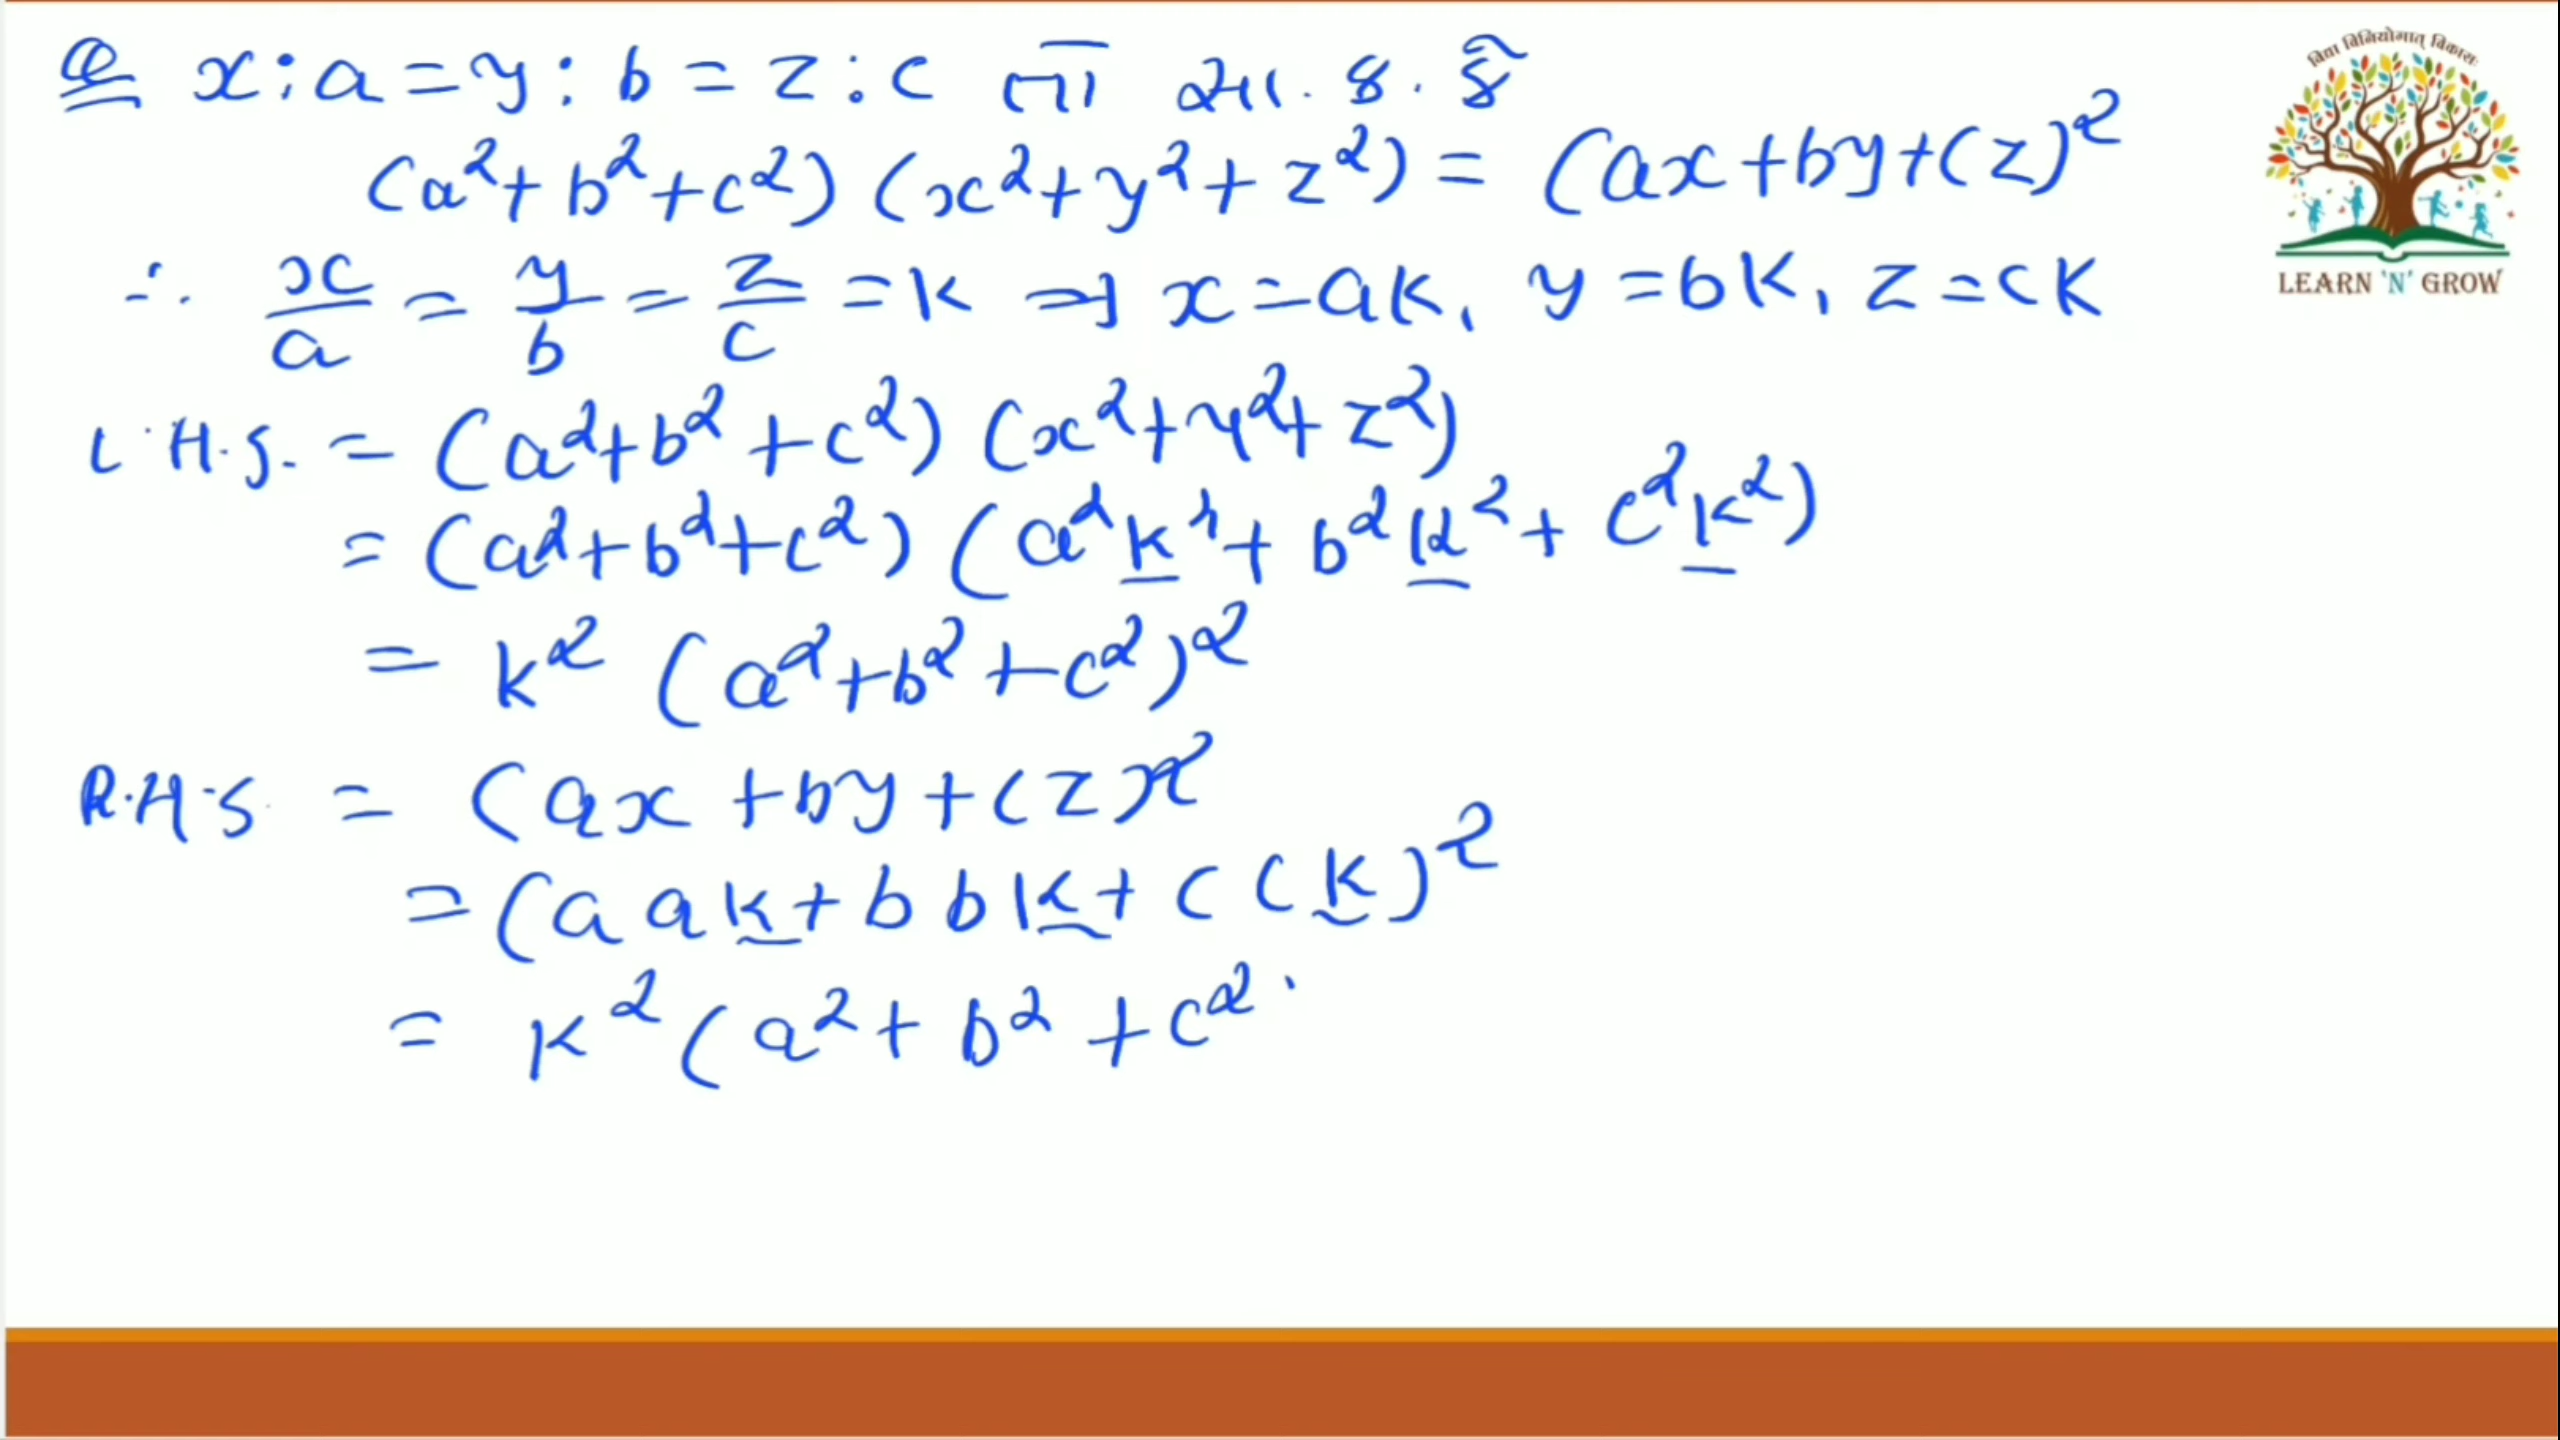 Q x : a = y : b = z : c तो सा. ક. કે
(a² + b² + c²) (x² + y² + z²) = (ax + by + cz)²
∴ x/a = y/b = z/c = k ⇒ x = ak, y = bk, z = ck
L.H.S. = (a² + b² + c²) (x² + y² + z²)
= (a² + b² + c²) (a²k² + b²k² + c²k²)
= k² (a² + b² + c²)²
R.H.S = (ax + by + cz)²
= (aak + bbk + cck)²
= k² (a² + b² + c²
विद्या विनियोगात् विकासः
LEARN 'N' GROW